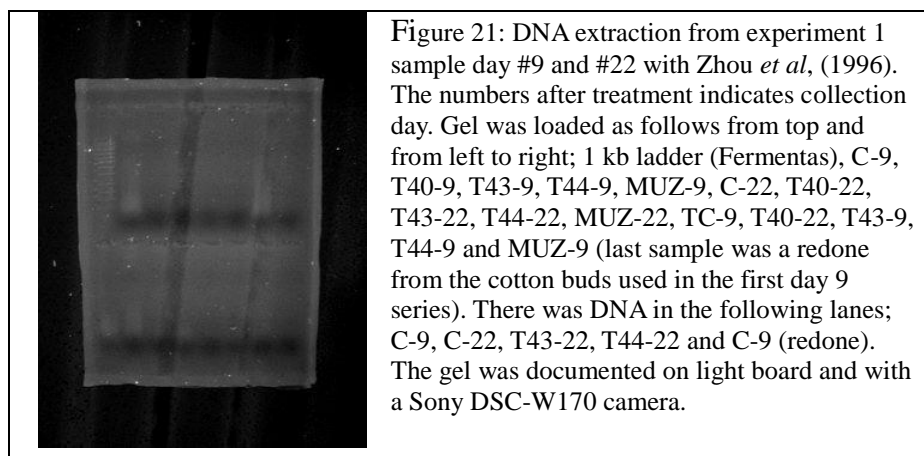 Figure 21: DNA extraction from experiment 1
sample day #9 and #22 with Zhou et al, (1996).
The numbers after treatment indicates collection
day. Gel was loaded as follows from top and
from left to right; 1 kb ladder (Fermentas), C-9,
T40-9, T43-9, T44-9, MUZ-9, C-22, T40-22,
T43-22, T44-22, MUZ-22, TC-9, T40-22, T43-9,
T44-9 and MUZ-9 (last sample was a redone
from the cotton buds used in the first day 9
series). There was DNA in the following lanes;
C-9, C-22, T43-22, T44-22 and C-9 (redone).
The gel was documented on light board and with
a Sony DSC-W170 camera.